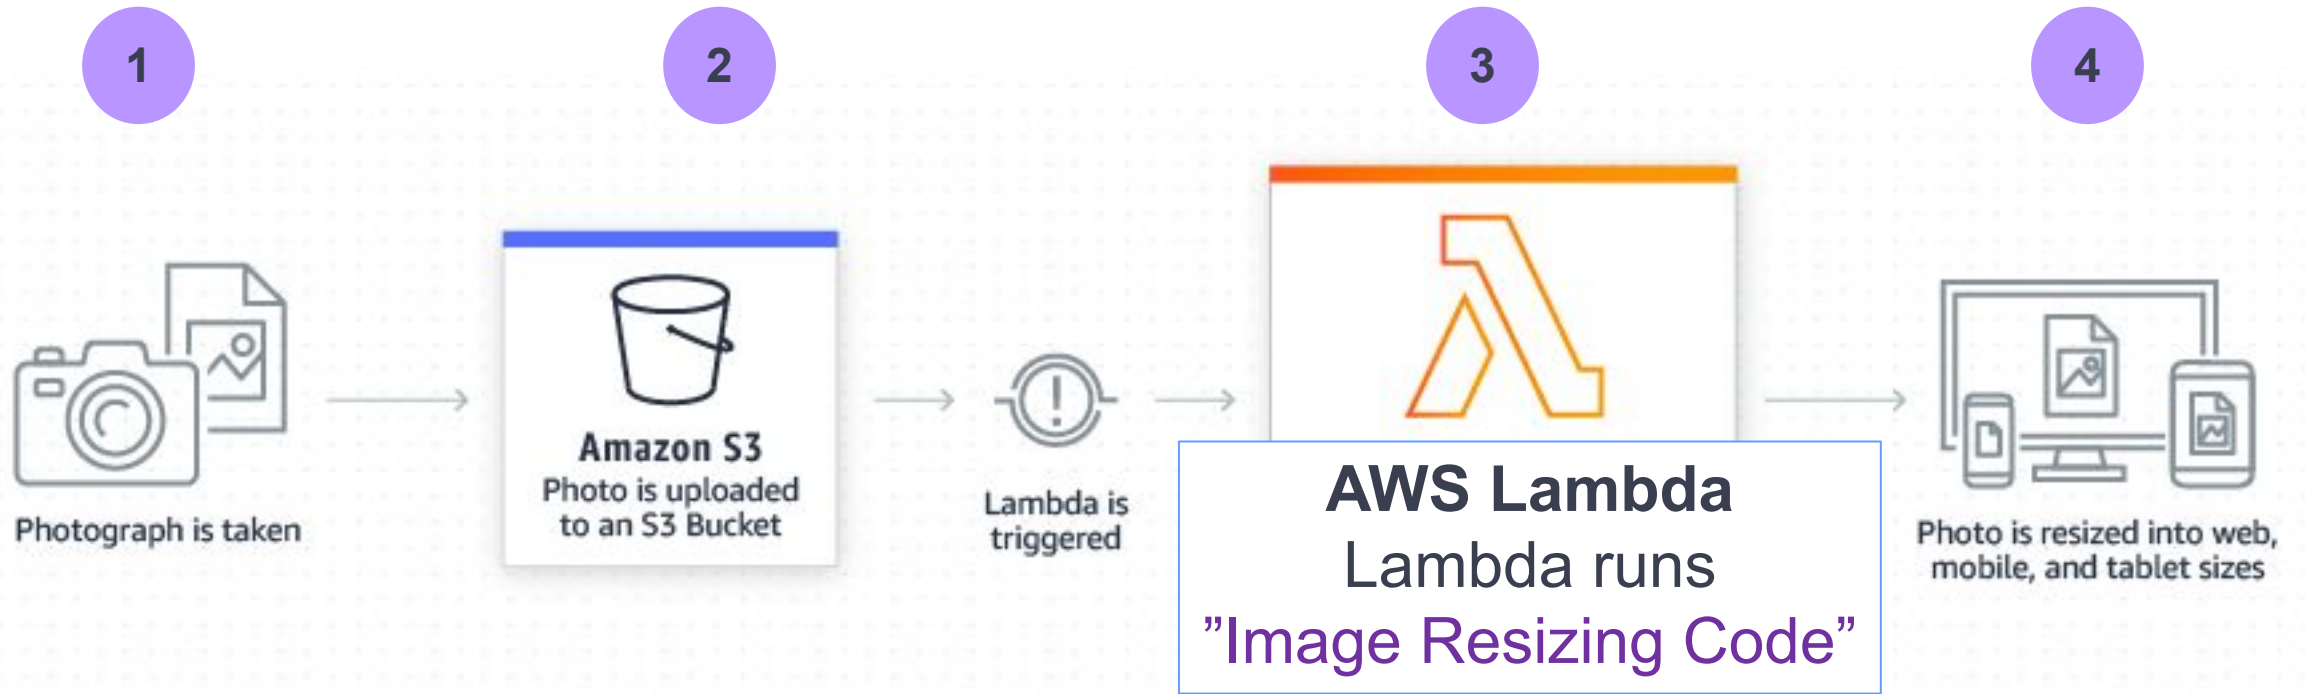 1
2
3
4
Photograph is taken
Amazon S3
Photo is uploaded
to an S3 Bucket
Lambda is
triggered
AWS Lambda
Lambda runs
”Image Resizing Code”
Photo is resized into web,
mobile, and tablet sizes